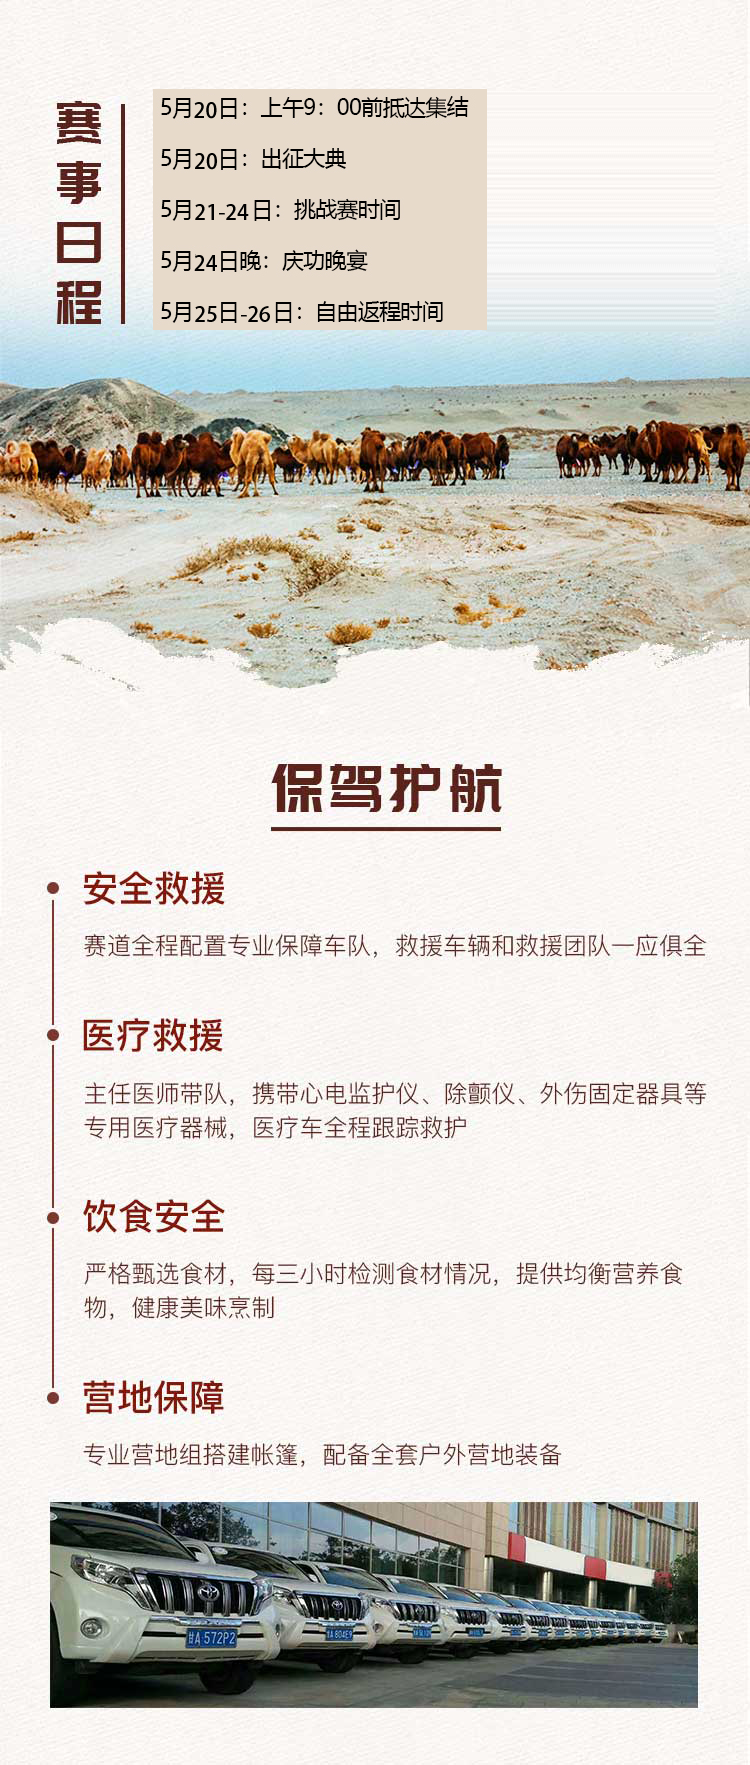 赛事日程
5月20日：上午9：00前抵达集结
5月20日：出征大典
5月21-24日：挑战赛时间
5月24日晚：庆功晚宴
5月25日-26日：自由返程时间
保驾护航
安全救援
赛道全程配置专业保障车队，救援车辆和救援团队一应俱全
医疗救援
主任医师带队，携带心电监护仪、除颤仪、外伤固定器具等
专用医疗器械，医疗车全程跟踪救护
饮食安全
严格甄选食材，每三小时检测食材情况，提供均衡营养食
物，健康美味烹制
营地保障
专业营地组搭建帐篷，配备全套户外营地装备
甘A 572P2
甘A 804E9